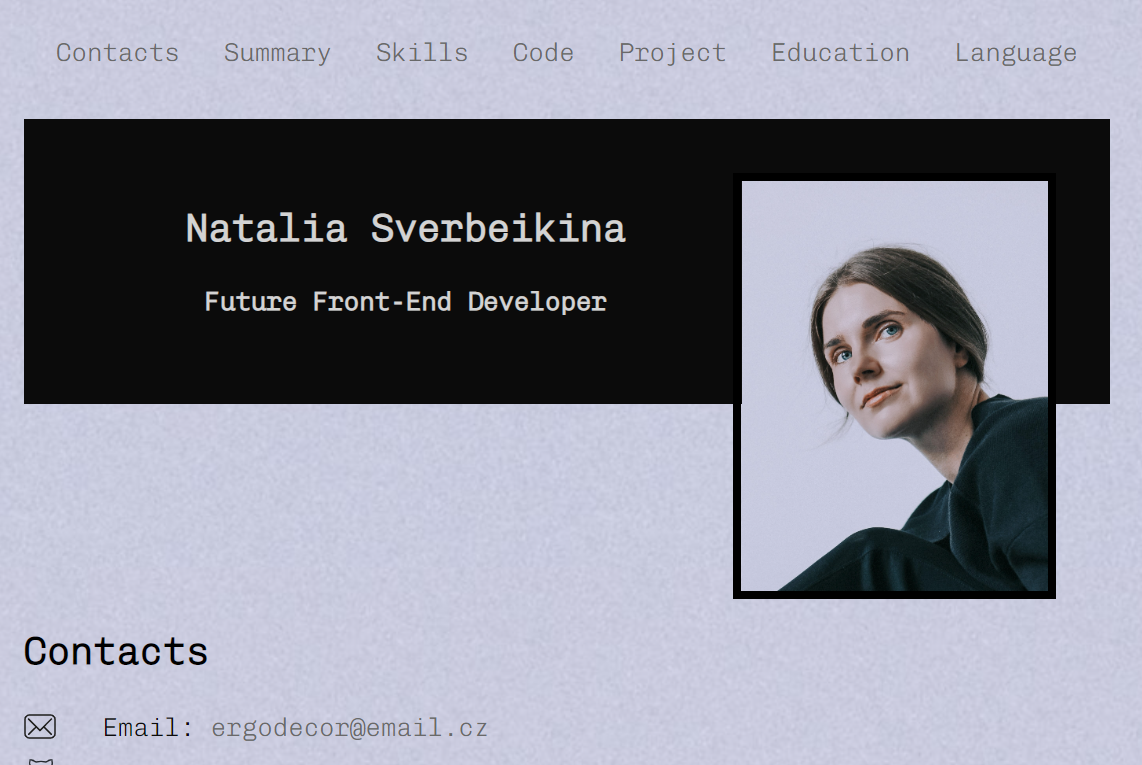 Contacts Summary Skills Code Project Education Language
Natalia Sverbeikina
Future Front-End Developer
Contacts
Email: ergodecor@email.cz